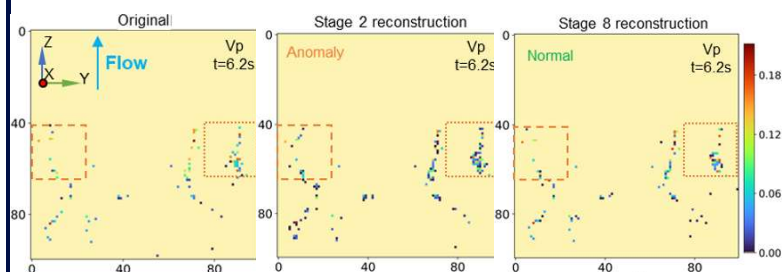 Original
Stage 2 reconstruction
Stage 8 reconstruction
0
Z
X
Y
Flow
Vp
t=6.2s
40
80
0
40
80
0
Anomaly
Vp
t=6.2s
40
80
0
40
80
0
Normal
Vp
t=6.2s
40
80
0
40
80
0.18
0.12
0.06
0.00